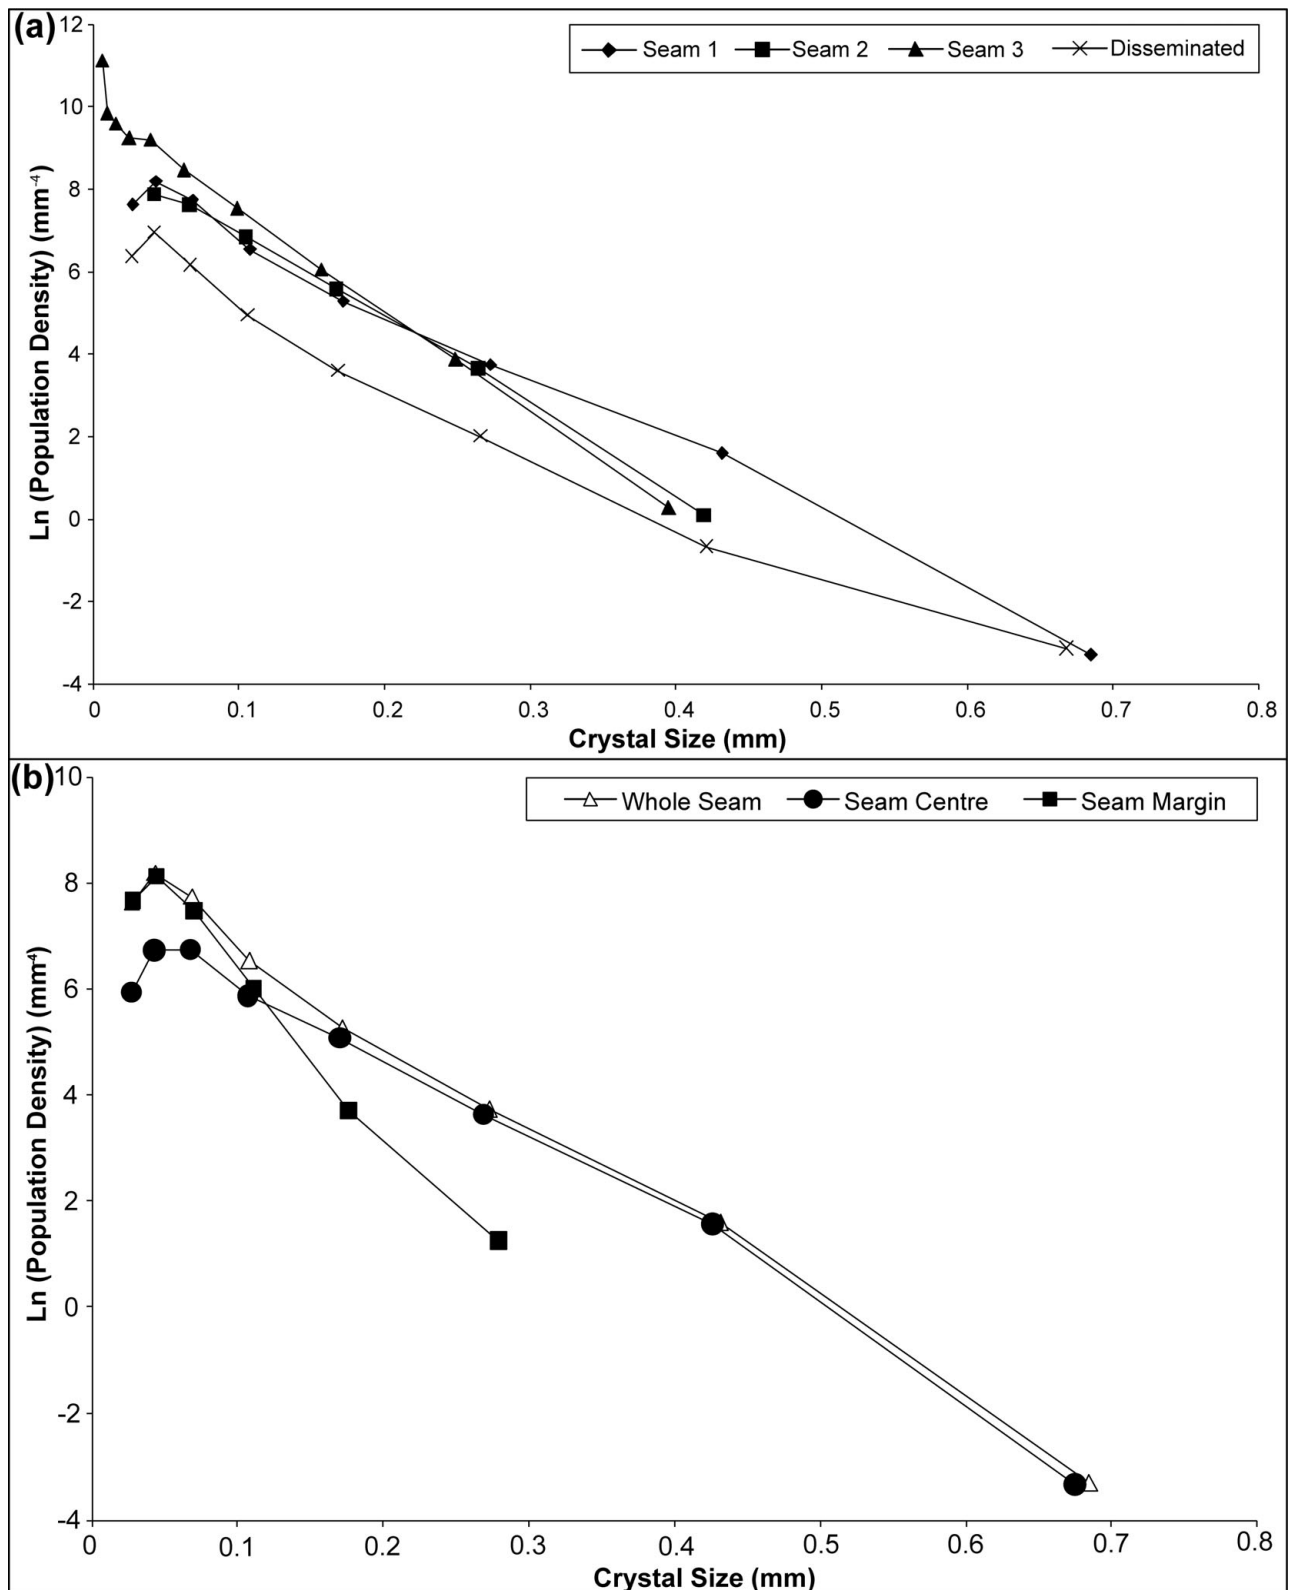 (a)
12
10
8
6
4
2
0
-2
-4
Ln (Population Density) (mm⁻⁴)
Seam 1 Seam 2 Seam 3 Disseminated
0 0.1 0.2 0.3 0.4 0.5 0.6 0.7 0.8
Crystal Size (mm)
(b)
10
8
6
4
2
0
-2
-4
Ln (Population Density) (mm⁻⁴)
Whole Seam Seam Centre Seam Margin
0 0.1 0.2 0.3 0.4 0.5 0.6 0.7 0.8
Crystal Size (mm)